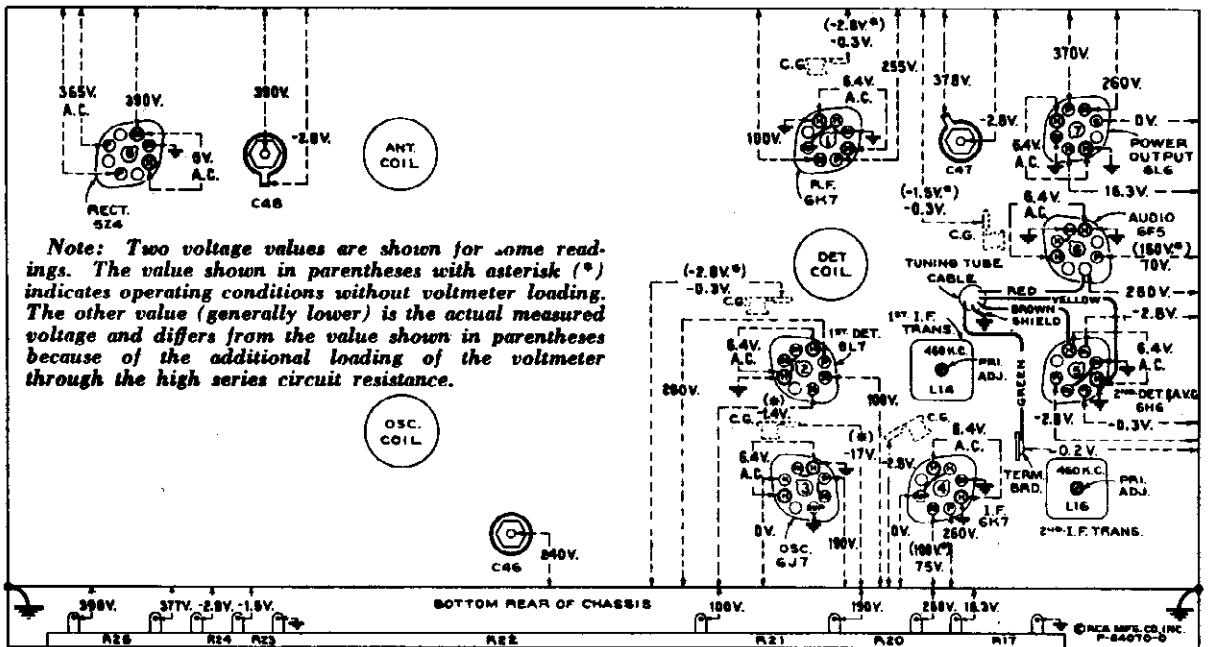 (-2.8V.*)
-0.3V.
C.G.
6.4V.
A.C.
255V.
378V.
370V.
260V.
365V.
A.C.
390V.
390V.
-2.8V.
5V.
A.C.
ANT.
COIL
100V.
1
R.F.
6K7
-2.8V.
C47
6.4V.
A.C.
7
0V.
POWER
OUTPUT
6L6
16.3V.
RECT.
5Z4
C48
(-1.5V.*)
-0.3V.
C.G.
6.4V.
A.C.
AUDIO
6F5
(150V.*)
70V.
Note: Two voltage values are shown for some read-
ings. The value shown in parentheses with asterisk (*)
indicates operating conditions without voltmeter loading.
The other value (generally lower) is the actual measured
voltage and differs from the value shown in parentheses
because of the additional loading of the voltmeter
through the high series circuit resistance.
DET
COIL
TUNING TUBE
CABLE
RED
YELLOW
BROWN
SHIELD
GREEN
260V.
-2.8V.
(-2.8V.*)
-0.3V.
C.G.
1ST. DET.
6L7
6.4V.
A.C.
2
1ST. I.F.
TRANS.
460 K.C.
PRI.
ADJ.
L14
6.4V.
A.C.
2ND DET. & A.V.C.
6H6
-2.8V.
-0.3V.
0.2V.
260V.
100V.
OSC.
COIL
(*)
C.G.
(*)
-17V.
C.G.
-2.8V.
6.4V.
A.C.
6.4V.
A.C.
3
4
TERM.
BRD.
460 K.C.
PRI.
ADJ.
L16
2ND I.F. TRANS.
I.F.
6K7
0V.
OSC.
6J7
190V.
0V.
260V.
(100V.*)
75V.
C46
240V.
BOTTOM REAR OF CHASSIS
377V.
-2.8V.
-1.5V.
100V.
190V.
16.3V.
R24
R23
R22
R21
R20
R17
© RCA MFG. CO. INC.